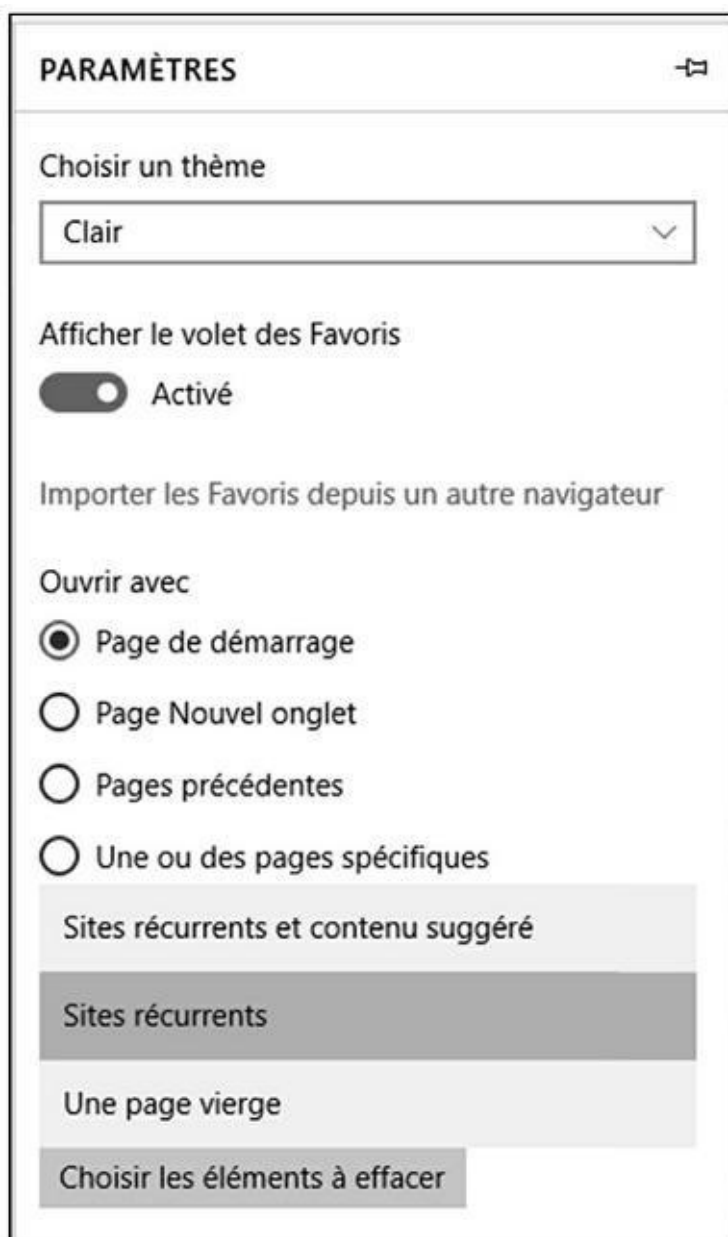 PARAMÈTRES
Choisir un thème
Clair
Afficher le volet des Favoris
Activé
Importer les Favoris depuis un autre navigateur
Ouvrir avec
Page de démarrage
Page Nouvel onglet
Pages précédentes
Une ou des pages spécifiques
Sites récurrents et contenu suggéré
Sites récurrents
Une page vierge
Choisir les éléments à effacer